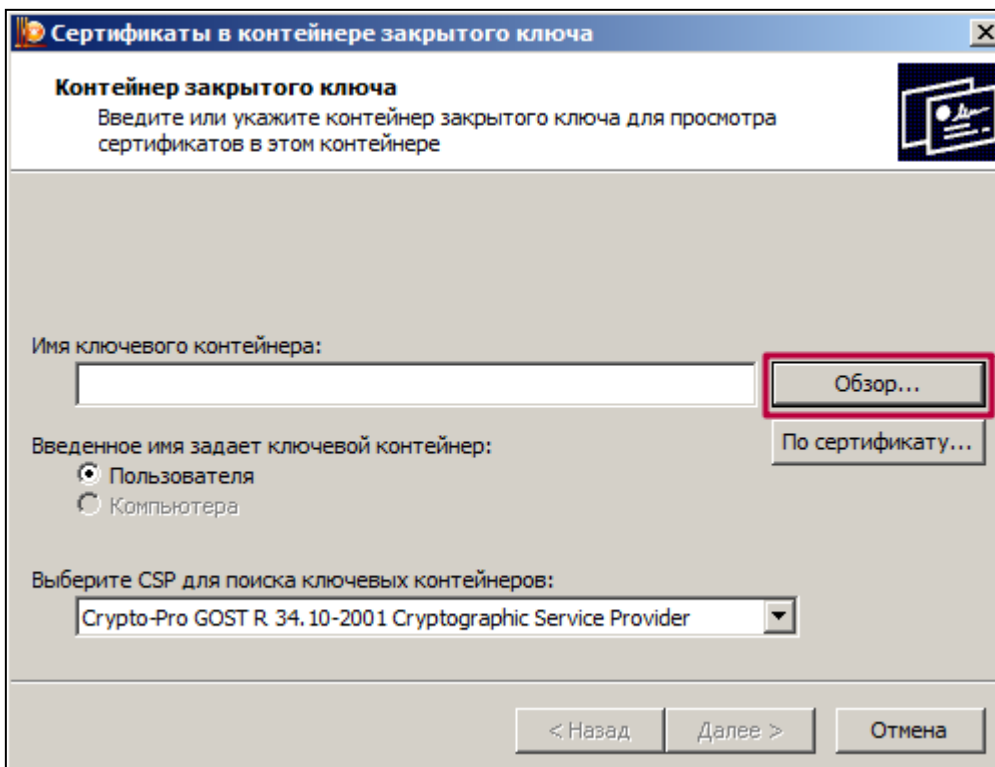 Сертификаты в контейнере закрытого ключа
Контейнер закрытого ключа
Введите или укажите контейнер закрытого ключа для просмотра
сертификатов в этом контейнере
Имя ключевого контейнера:
Обзор...
По сертификату...
Введенное имя задает ключевой контейнер:
Пользователя
Компьютера
Выберите CSP для поиска ключевых контейнеров:
Crypto-Pro GOST R 34.10-2001 Cryptographic Service Provider
< Назад
Далее >
Отмена